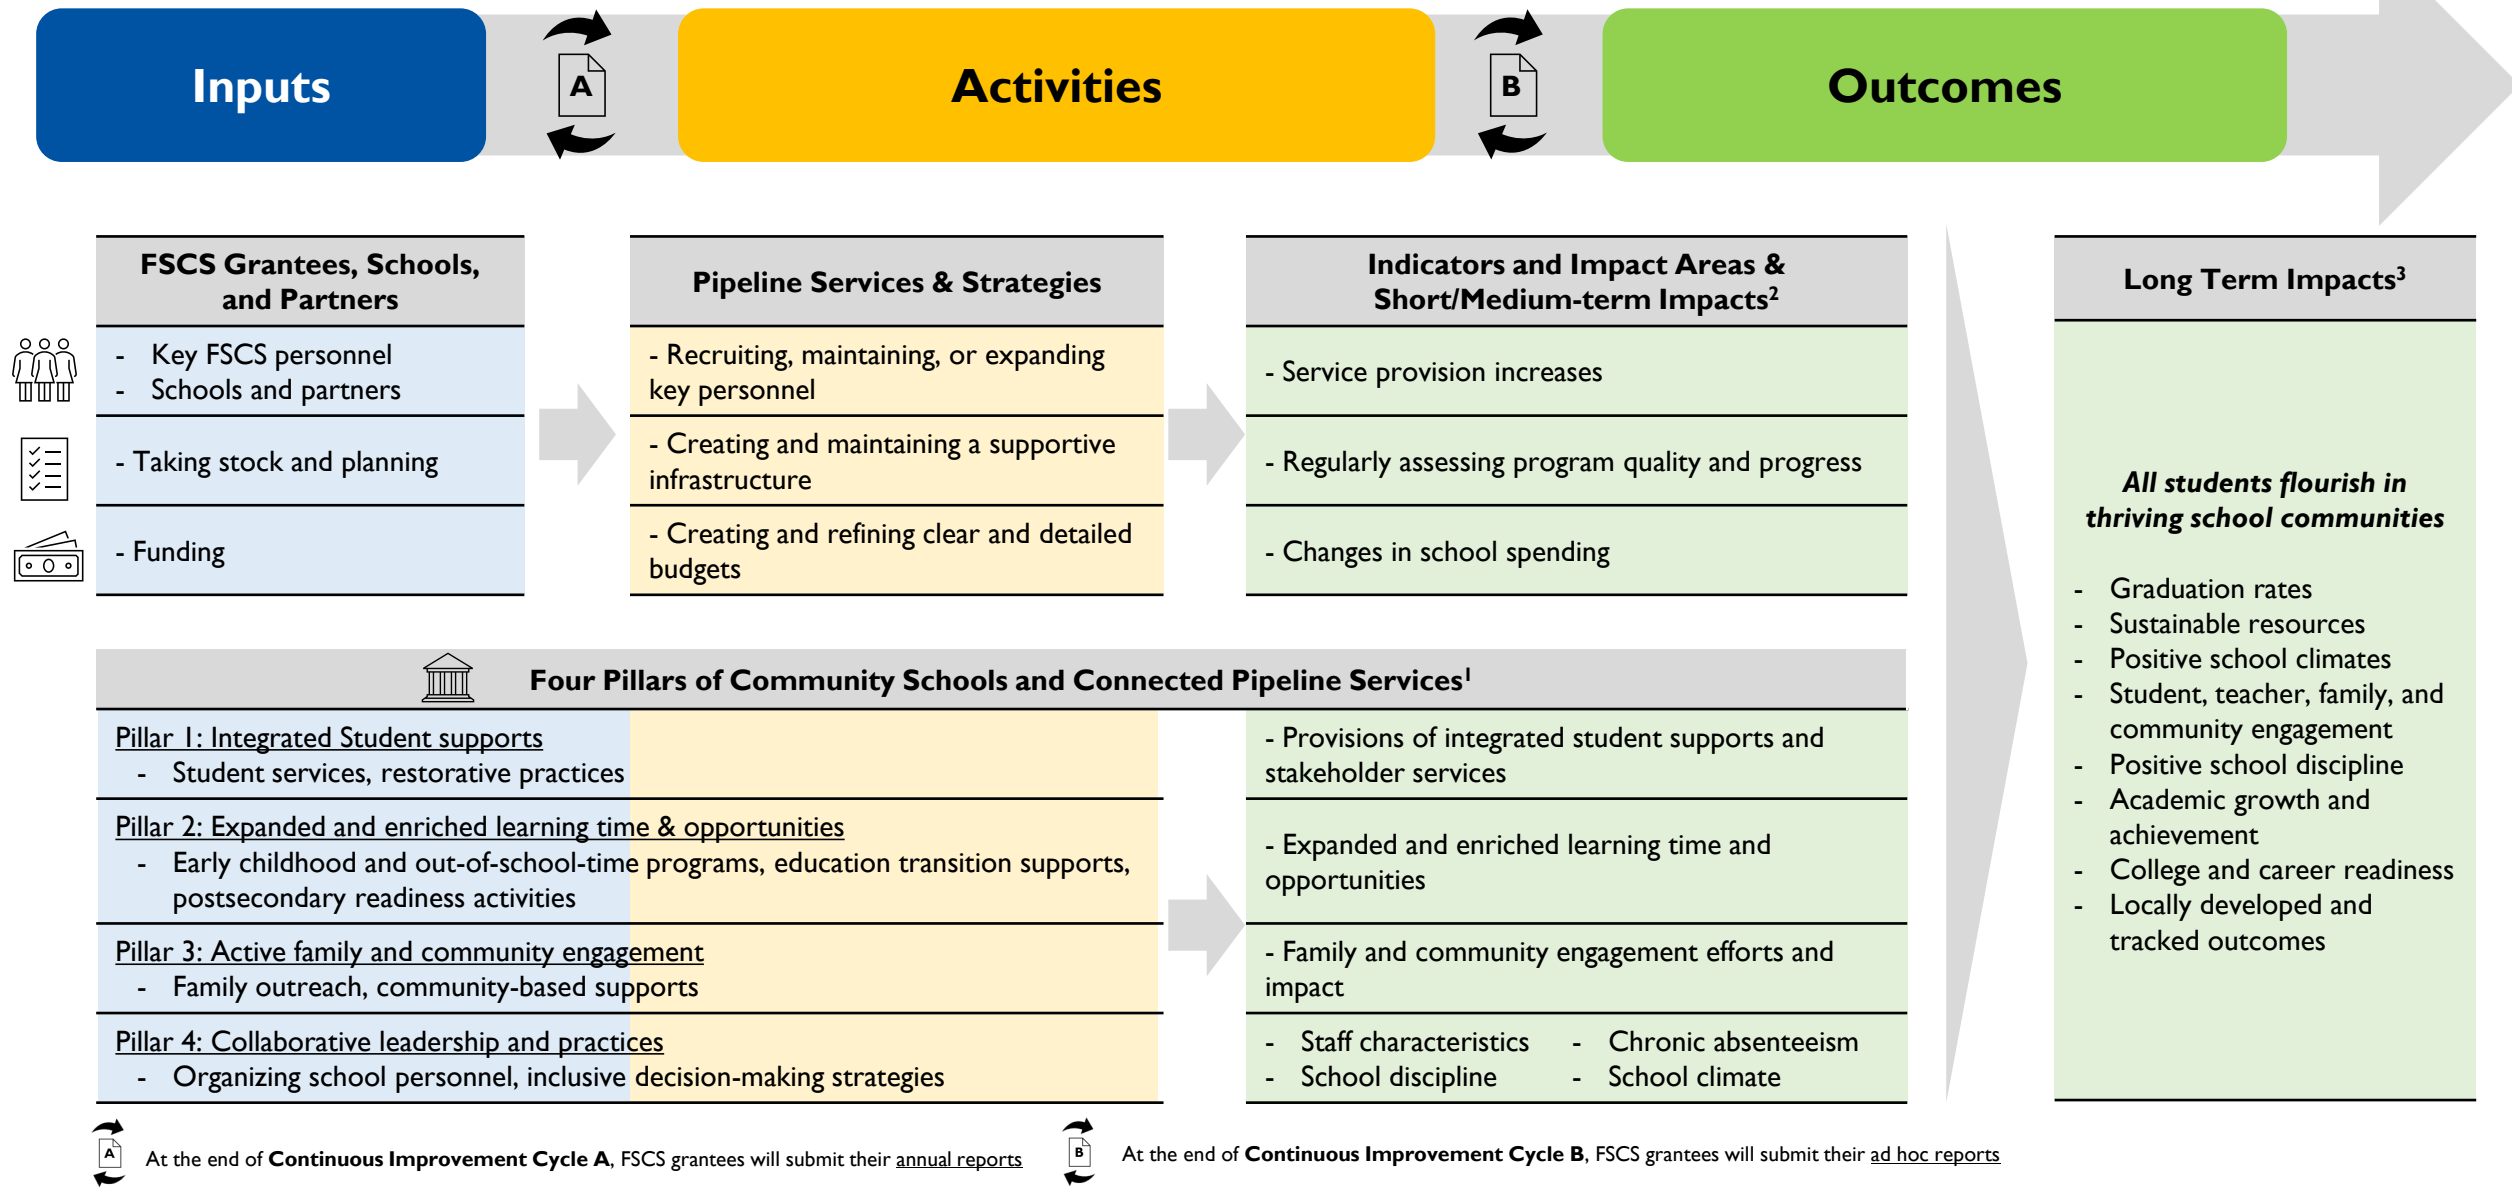 Inputs
A
Activities
B
Outcomes
FSCS Grantees, Schools,
and Partners
- Key FSCS personnel
- Schools and partners
- Taking stock and planning
- Funding
Pipeline Services & Strategies
- Recruiting, maintaining, or expanding
key personnel
- Creating and maintaining a supportive
infrastructure
- Creating and refining clear and detailed
budgets
Indicators and Impact Areas &
Short/Medium-term Impacts²
- Service provision increases
- Regularly assessing program quality and progress
- Changes in school spending
Four Pillars of Community Schools and Connected Pipeline Services¹
Pillar 1: Integrated Student supports
- Student services, restorative practices
Pillar 2: Expanded and enriched learning time & opportunities
- Early childhood and out-of-school-time programs, education transition supports,
postsecondary readiness activities
Pillar 3: Active family and community engagement
- Family outreach, community-based supports
Pillar 4: Collaborative leadership and practices
- Organizing school personnel, inclusive decision-making strategies
- Provisions of integrated student supports and
stakeholder services
- Expanded and enriched learning time and
opportunities
- Family and community engagement efforts and
impact
- Staff characteristics - Chronic absenteeism
- School discipline - School climate
Long Term Impacts³
All students flourish in
thriving school communities
- Graduation rates
- Sustainable resources
- Positive school climates
- Student, teacher, family, and
community engagement
- Positive school discipline
- Academic growth and
achievement
- College and career readiness
- Locally developed and
tracked outcomes
A
At the end of Continuous Improvement Cycle A, FSCS grantees will submit their annual reports
B
At the end of Continuous Improvement Cycle B, FSCS grantees will submit their ad hoc reports